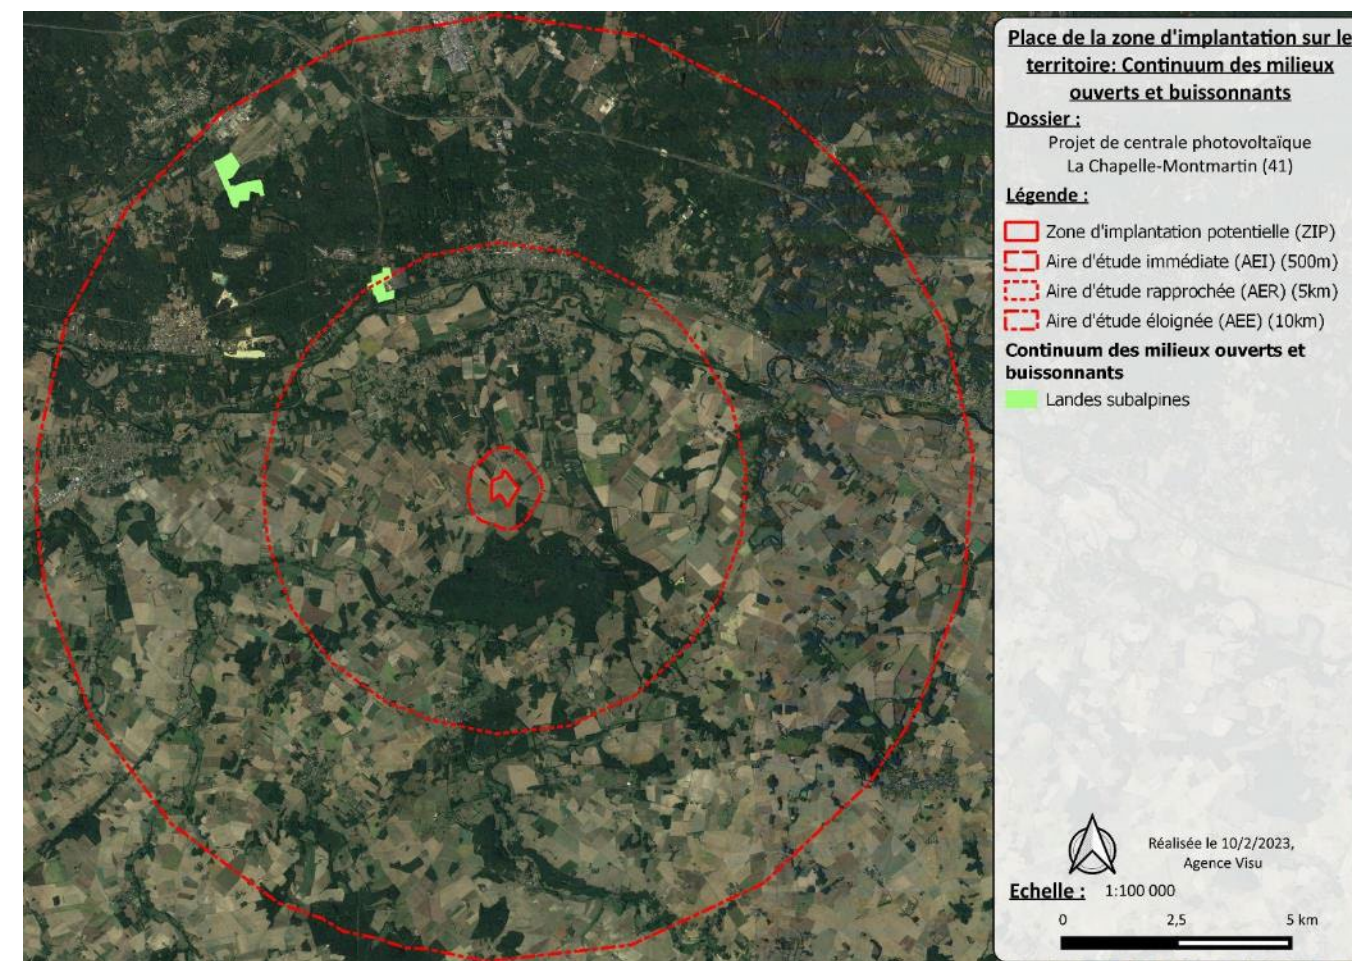 Place de la zone d'implantation sur le
territoire: Continuum des milieux
ouverts et buissonnants
Dossier :
Projet de centrale photovoltaïque
La Chapelle-Montmartin (41)
Légende :
Zone d'implantation potentielle (ZIP)
Aire d'étude immédiate (AEI) (500m)
Aire d'étude rapprochée (AER) (5km)
Aire d'étude éloignée (AEE) (10km)
Continuum des milieux ouverts et
buissonnants
Landes subalpines
Réalisée le 10/2/2023,
Agence Visu
Echelle : 1:100 000
0 2,5 5 km